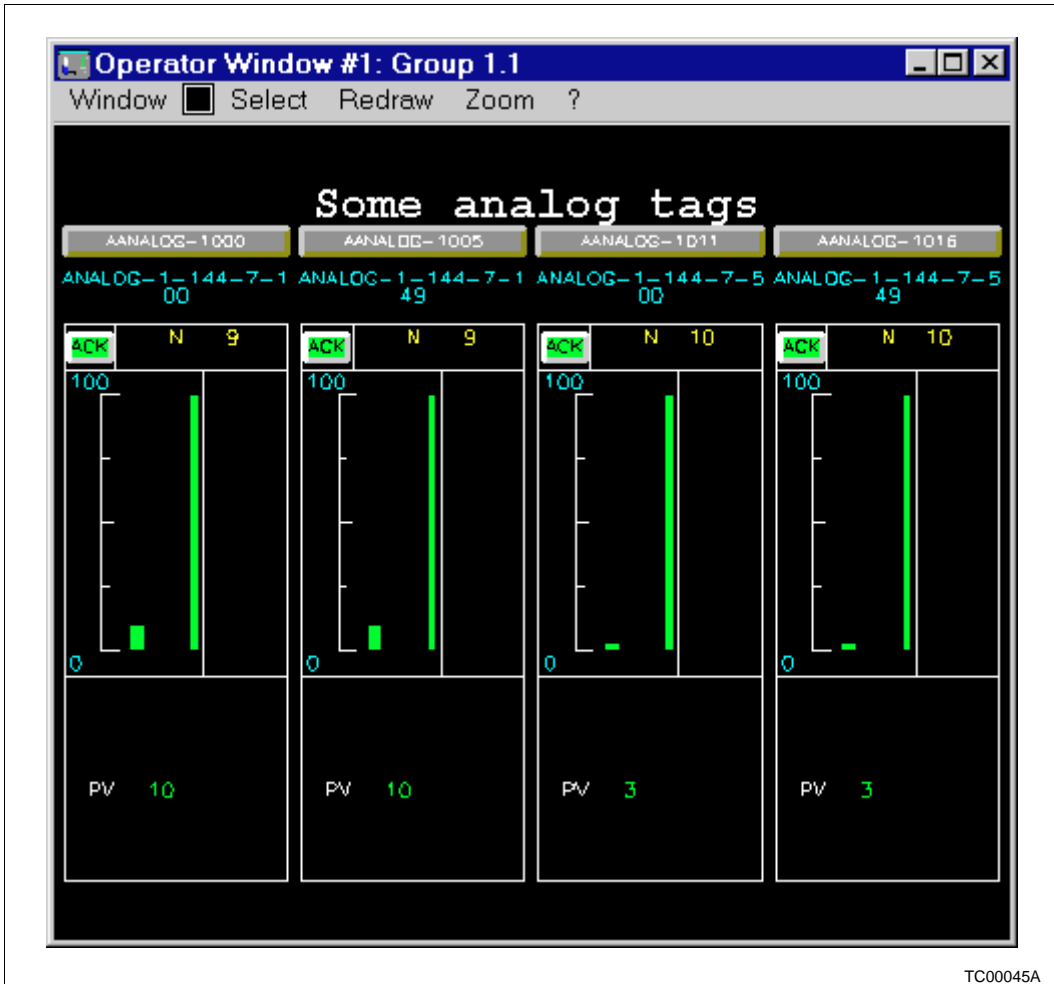 Operator Window #1: Group 1.1
Window Select Redraw Zoom ?
Some analog tags
AANALOG-1000 AANALOG-1005 AANALOG-1011 AANALOG-1016
ANALOG-1-144-7-1 ANALOG-1-144-7-1 ANALOG-1-144-7-5 ANALOG-1-144-7-5
00 49 00 49
ACK N 9 ACK N 9 ACK N 10 ACK N 10
100 100 100 100
0 0 0 0
PV 10 PV 10 PV 3 PV 3
TC00045A